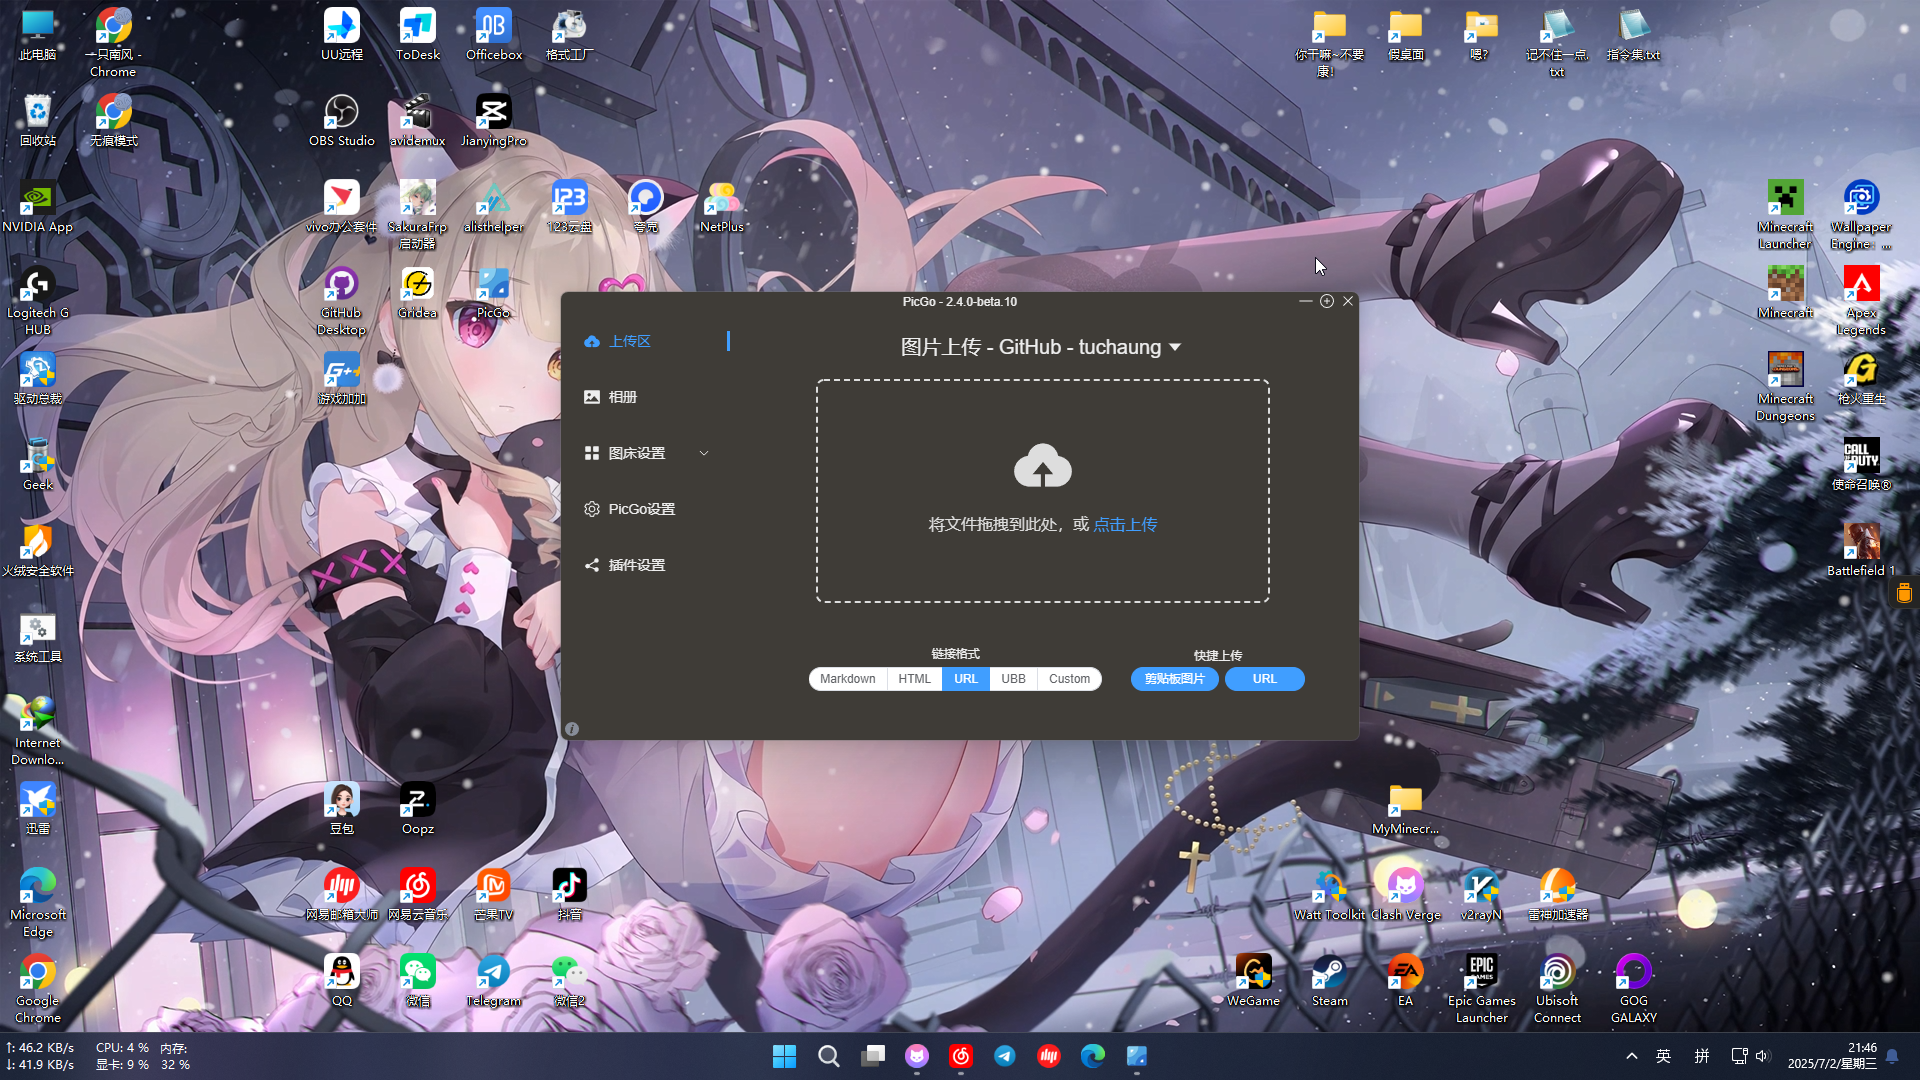 此电脑
一只南风 -
Chrome
UU远程
ToDesk
Officebox
格式工厂
你干嘛~不要
康!
假桌面
嗯?
记不住一点.
txt
指令集.txt
回收站
无痕模式
OBS Studio
avidemux
JianyingPro
NVIDIA App
vivo办公套件
SakuraFrp
启动器
alisthelper
123云盘
夸克
NetPlus
Minecraft
Launcher
Wallpaper
Engine: ...
Logitech G
HUB
GitHub
Desktop
Gridea
PicGo
Minecraft
Apex
Legends
驱动总裁
游戏加加
Minecraft
Dungeons
枪火重生
Geek
使命召唤®
火绒安全软件
Battlefield 1
系统工具
Internet
Downlo...
迅雷
豆包
Oopz
MyMinecr...
Microsoft
Edge
网易邮箱大师
网易云音乐
芒果TV
抖音
Watt Toolkit
Clash Verge
v2rayN
雷神加速器
Google
Chrome
QQ
微信
Telegram
微信2
WeGame
Steam
EA
Epic Games
Launcher
Ubisoft
Connect
GOG
GALAXY
PicGo - 2.4.0-beta.10
上传区
相册
图床设置
PicGo设置
插件设置
图片上传 - GitHub - tuchaung
将文件拖拽到此处，或 点击上传
链接格式
Markdown HTML URL UBB Custom
快捷上传
剪贴板图片 URL
↑: 46.2 KB/s CPU: 4 % 内存:
↓: 41.9 KB/s 显卡: 9 % 32 %
英
拼
21:46
2025/7/2/星期三